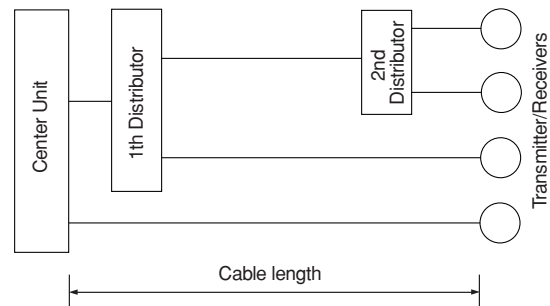 Center Unit
1th Distributor
2nd
Distributor
Transmitter/Receivers
Cable length